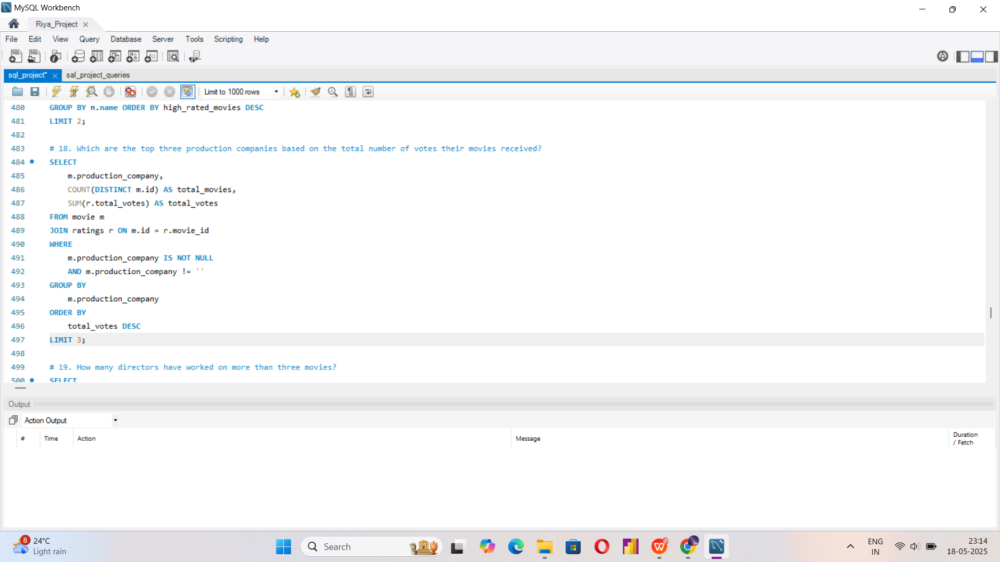 MySQL Workbench
Riya_Project
File Edit View Query Database Server Tools Scripting Help
sql_project* sal_project_queries
Limit to 1000 rows
480 GROUP BY n.name ORDER BY high_rated_movies DESC
481 LIMIT 2;
482
483 # 18. Which are the top three production companies based on the total number of votes their movies received?
484 SELECT
485 m.production_company,
486 COUNT(DISTINCT m.id) AS total_movies,
487 SUM(r.total_votes) AS total_votes
488 FROM movie m
489 JOIN ratings r ON m.id = r.movie_id
490 WHERE
491 m.production_company IS NOT NULL
492 AND m.production_company != ''
493 GROUP BY
494 m.production_company
495 ORDER BY
496 total_votes DESC
497 LIMIT 3;
498
499 # 19. How many directors have worked on more than three movies?
500 SELECT
Output
Action Output
# Time Action Message Duration / Fetch
8 24°C
Light rain
Search
ENG
IN
23:14
18-05-2025